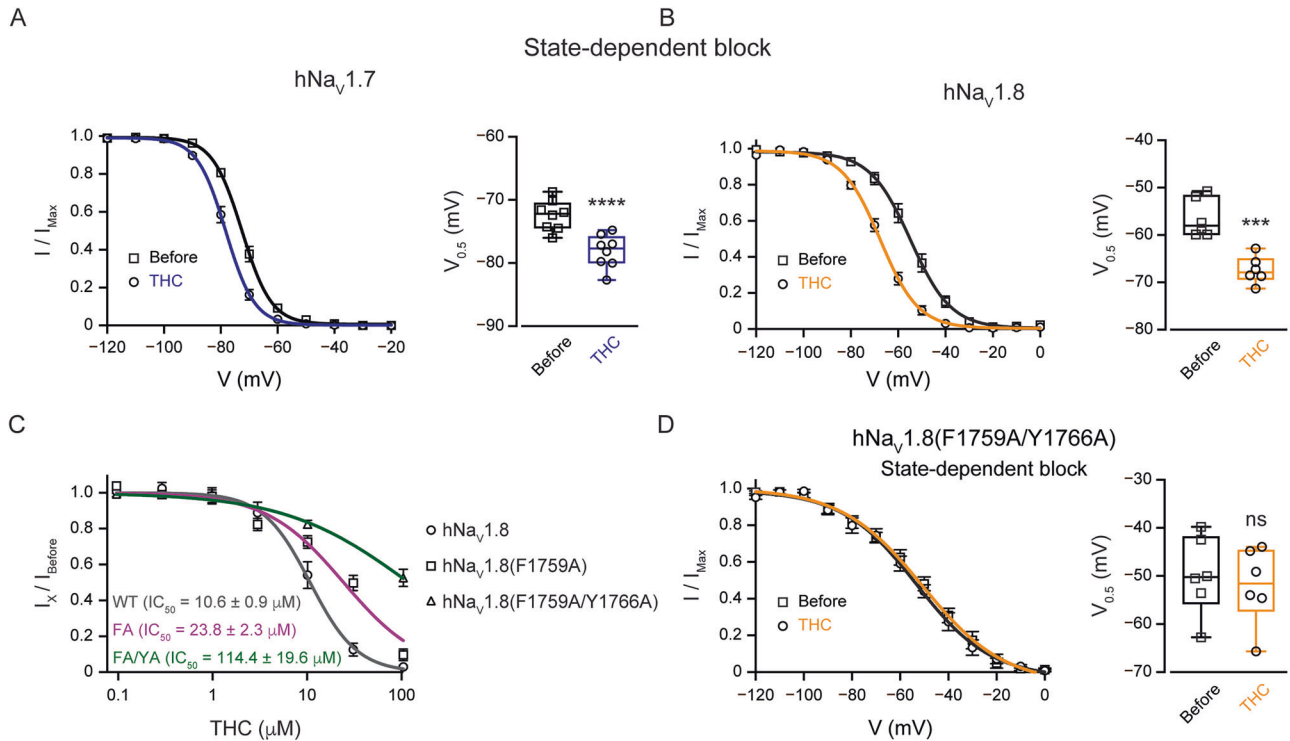 A
B
State-dependent block
hNaV1.7
I / IMax
1.0
0.8
0.6
0.4
0.2
0
Before
THC
−120
−100
−80
−60
−40
−20
V (mV)
V0.5 (mV)
−60
−70
−80
−90
****
Before
THC
hNaV1.8
I / IMax
1.0
0.8
0.6
0.4
0.2
0
Before
THC
−120
−100
−80
−60
−40
−20
0
V (mV)
V0.5 (mV)
−40
−50
−60
−70
−80
***
Before
THC
C
IX / IBefore
1.0
0.8
0.6
0.4
0.2
0
WT (IC50 = 10.6 ± 0.9 μM)
FA (IC50 = 23.8 ± 2.3 μM)
FA/YA (IC50 = 114.4 ± 19.6 μM)
0.1
1
10
100
THC (μM)
hNaV1.8
hNaV1.8(F1759A)
hNaV1.8(F1759A/Y1766A)
D
hNaV1.8(F1759A/Y1766A)
State-dependent block
I / IMax
1.0
0.8
0.6
0.4
0.2
0
Before
THC
−120
−100
−80
−60
−40
−20
0
V (mV)
V0.5 (mV)
−30
−40
−50
−60
−70
ns
Before
THC